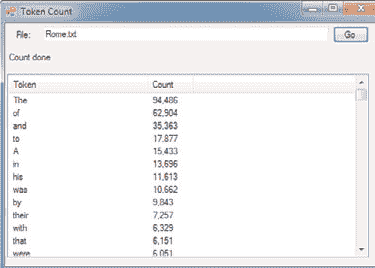 Token Count
File: Rome.txt Go
Count done
Token Count
The 94,486
of 62,904
and 35,363
to 17,877
A 15,433
in 13,696
his 11,613
was 10,662
by 9,843
their 7,257
with 6,329
that 6,151
were 6,051